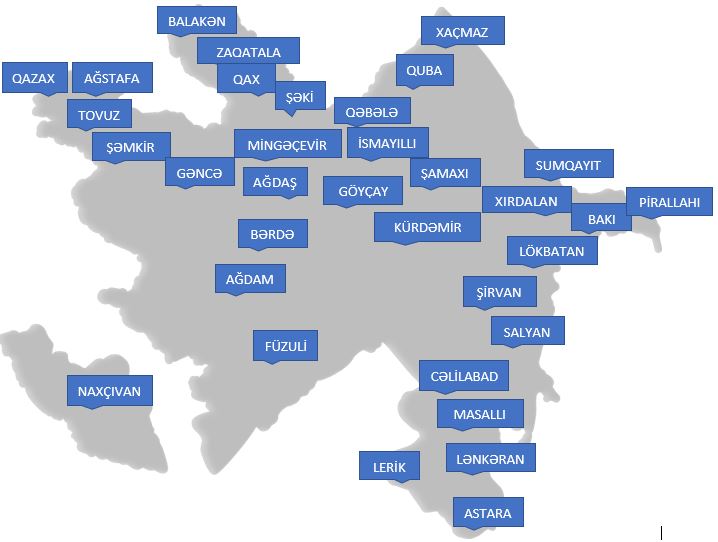 BALAKƏN
XAÇMAZ
ZAQATALA
QUBA
QAZAX
AĞSTAFA
QAX
ŞƏKİ
TOVUZ
QƏBƏLƏ
ŞƏMKİR
MİNGƏÇEVİR
İSMAYILLI
SUMQAYIT
GƏNCƏ
AĞDAŞ
ŞAMAXI
GÖYÇAY
XIRDALAN
PİRALLAHI
BAKI
BƏRDƏ
KÜRDƏMİR
LÖKBATAN
AĞDAM
ŞİRVAN
SALYAN
FÜZULİ
CƏLİLABAD
NAXÇIVAN
MASALLI
LƏNKƏRAN
LERİK
ASTARA